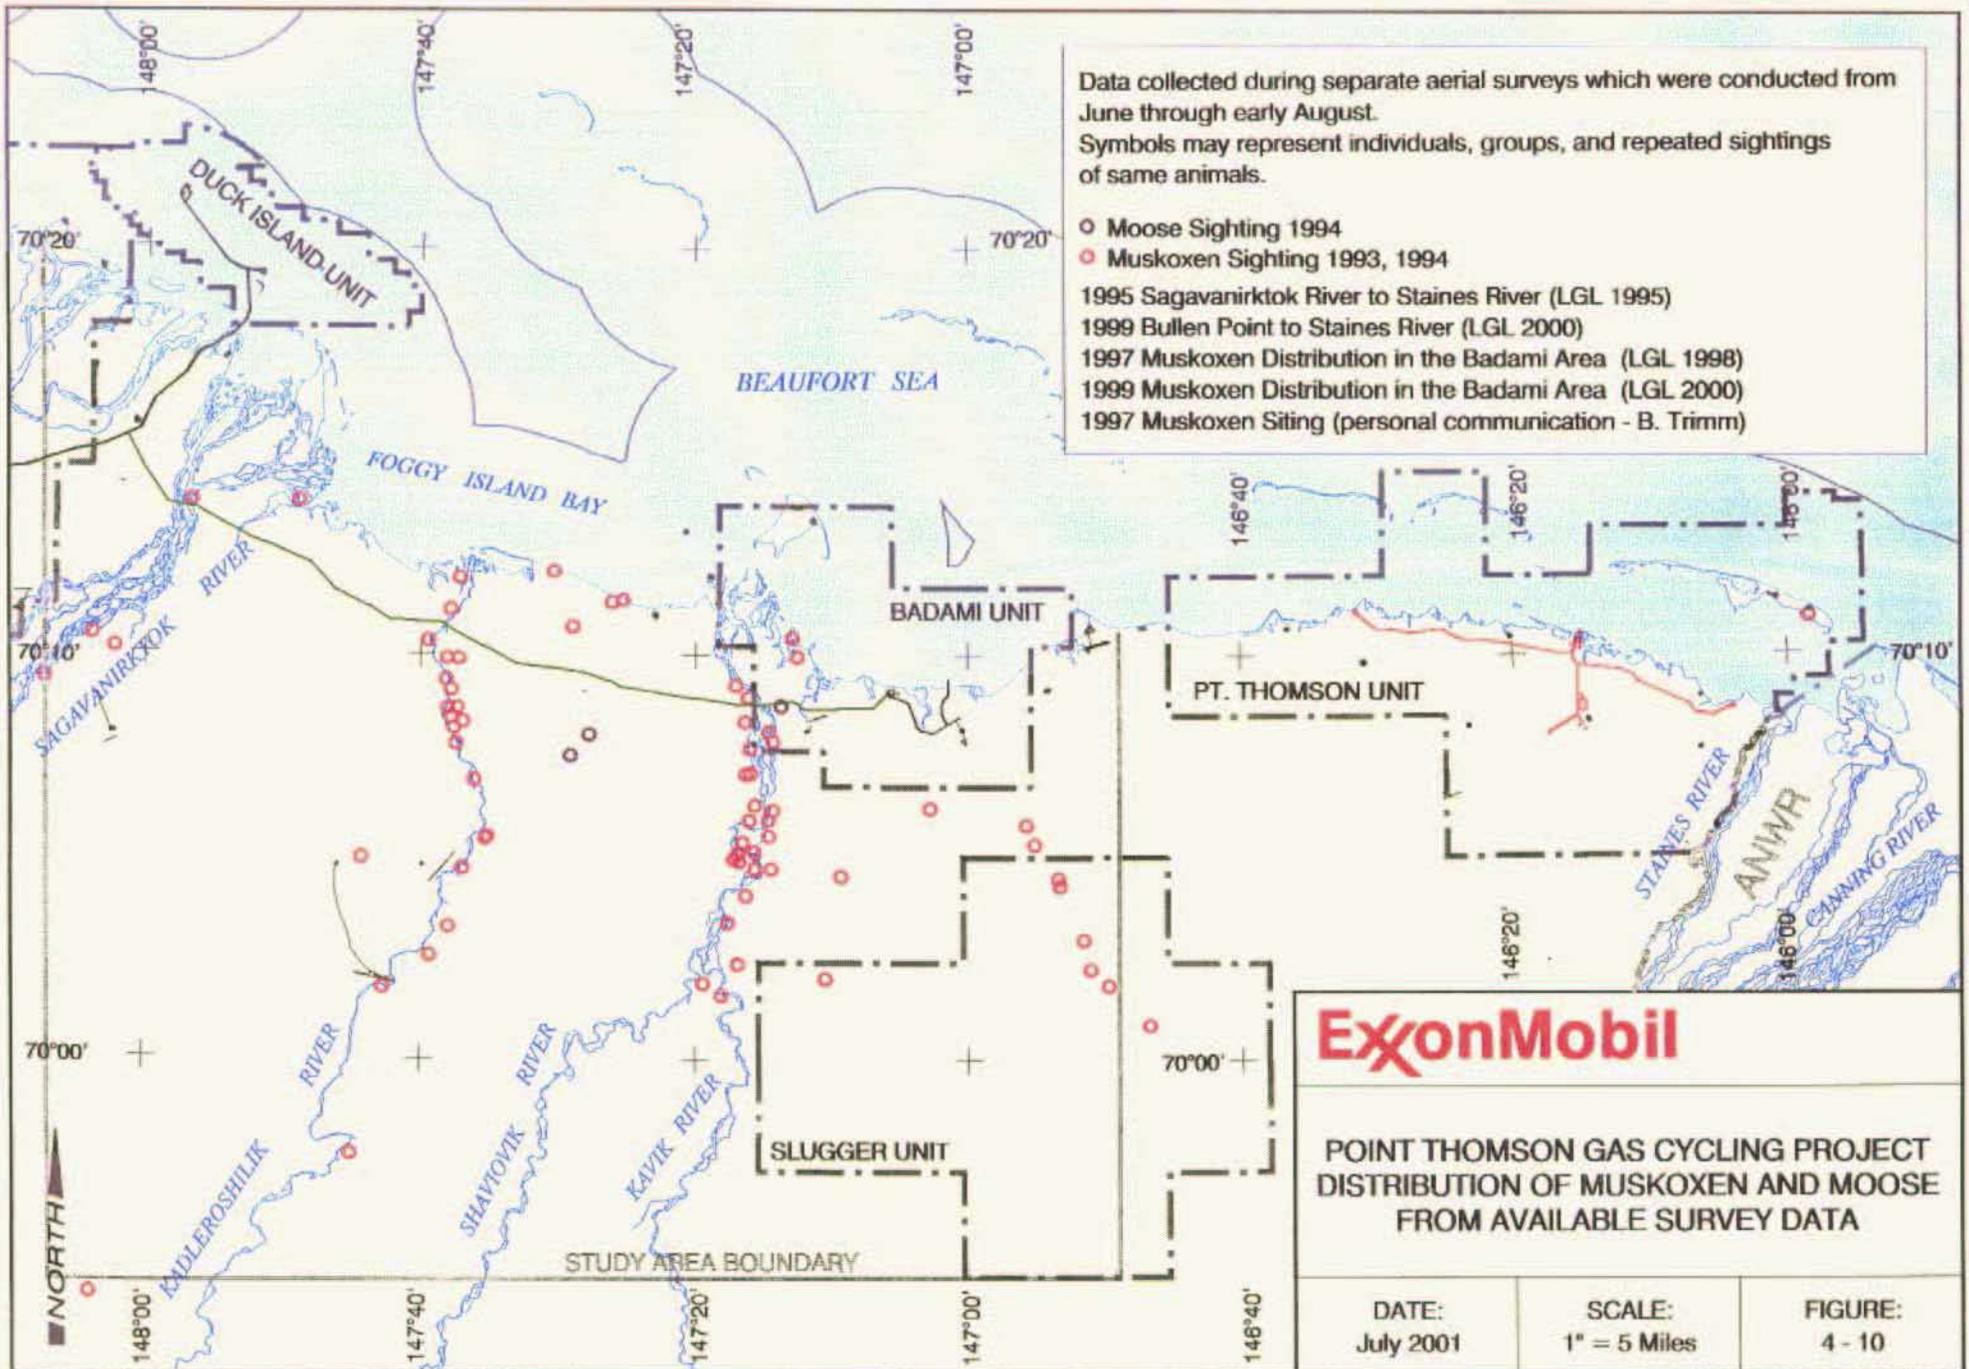 148°00'
147°40'
147°20'
147°00'
Data collected during separate aerial surveys which were conducted from
June through early August.
Symbols may represent individuals, groups, and repeated sightings
of same animals.
Moose Sighting 1994
Muskoxen Sighting 1993, 1994
1995 Sagavanirktok River to Staines River (LGL 1995)
1999 Bullen Point to Staines River (LGL 2000)
1997 Muskoxen Distribution in the Badami Area (LGL 1998)
1999 Muskoxen Distribution in the Badami Area (LGL 2000)
1997 Muskoxen Siting (personal communication - B. Trimm)
DUCK ISLAND UNIT
70°20'
70°20'
BEAUFORT SEA
FOGGY ISLAND BAY
146°40'
146°20'
146°00'
SAGAVANIRKTOK RIVER
BADAMI UNIT
70°10'
70°10'
PT. THOMSON UNIT
STAINES RIVER
ANWR
CANNING RIVER
146°20'
146°00'
70°00'
70°00'
KADLEROSHILIK RIVER
SHAVIOVIK RIVER
KAVIK RIVER
SLUGGER UNIT
STUDY AREA BOUNDARY
NORTH
148°00'
147°40'
147°20'
147°00'
146°40'
ExxonMobil
POINT THOMSON GAS CYCLING PROJECT
DISTRIBUTION OF MUSKOXEN AND MOOSE
FROM AVAILABLE SURVEY DATA
DATE:
July 2001
SCALE:
1" = 5 Miles
FIGURE:
4 - 10